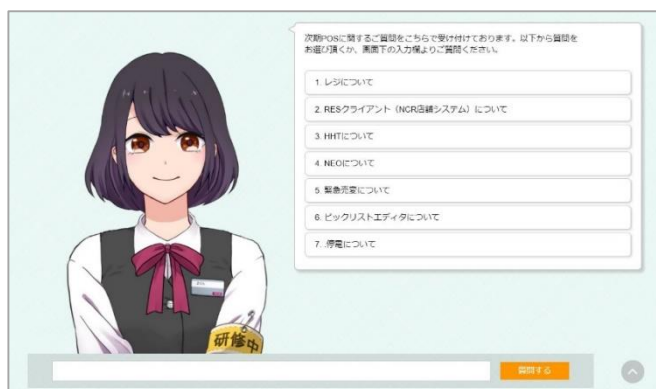 次期POSに関するご質問をこちらで受け付けております。以下から質問を
お選び頂くか、画面下の入力欄よりご質問ください。
1. レジについて
2. RESクライアント（NCR店舗システム）について
3. HHTについて
4. NEOについて
5. 緊急売変について
6. ピックリストエディタについて
7. .停電について
研修中
質問する